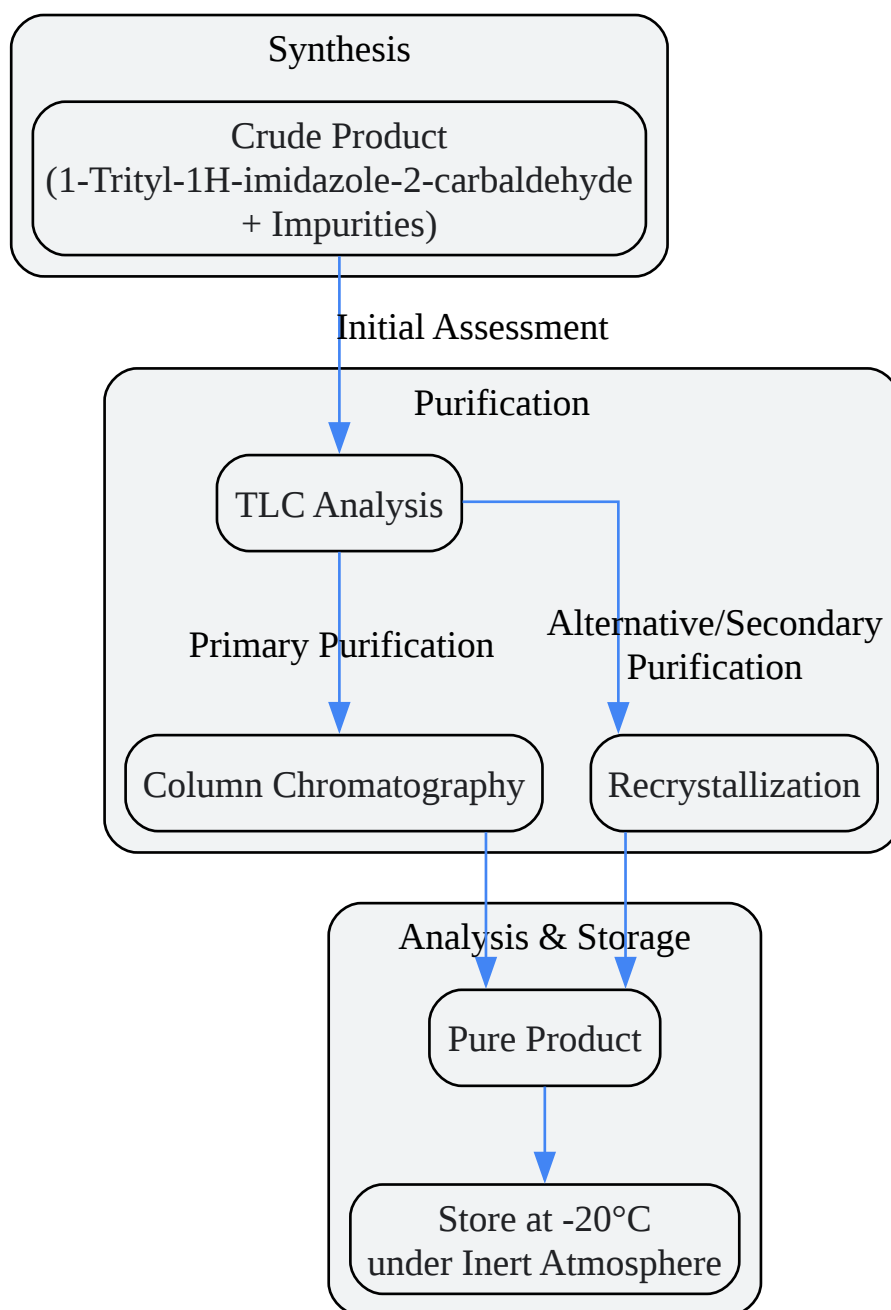 Synthesis
Crude Product
(1-Trityl-1H-imidazole-2-carbaldehyde
+ Impurities)
Initial Assessment
Purification
TLC Analysis
Primary Purification
Alternative/Secondary
Purification
Column Chromatography
Recrystallization
Analysis & Storage
Pure Product
Store at -20°C
under Inert Atmosphere